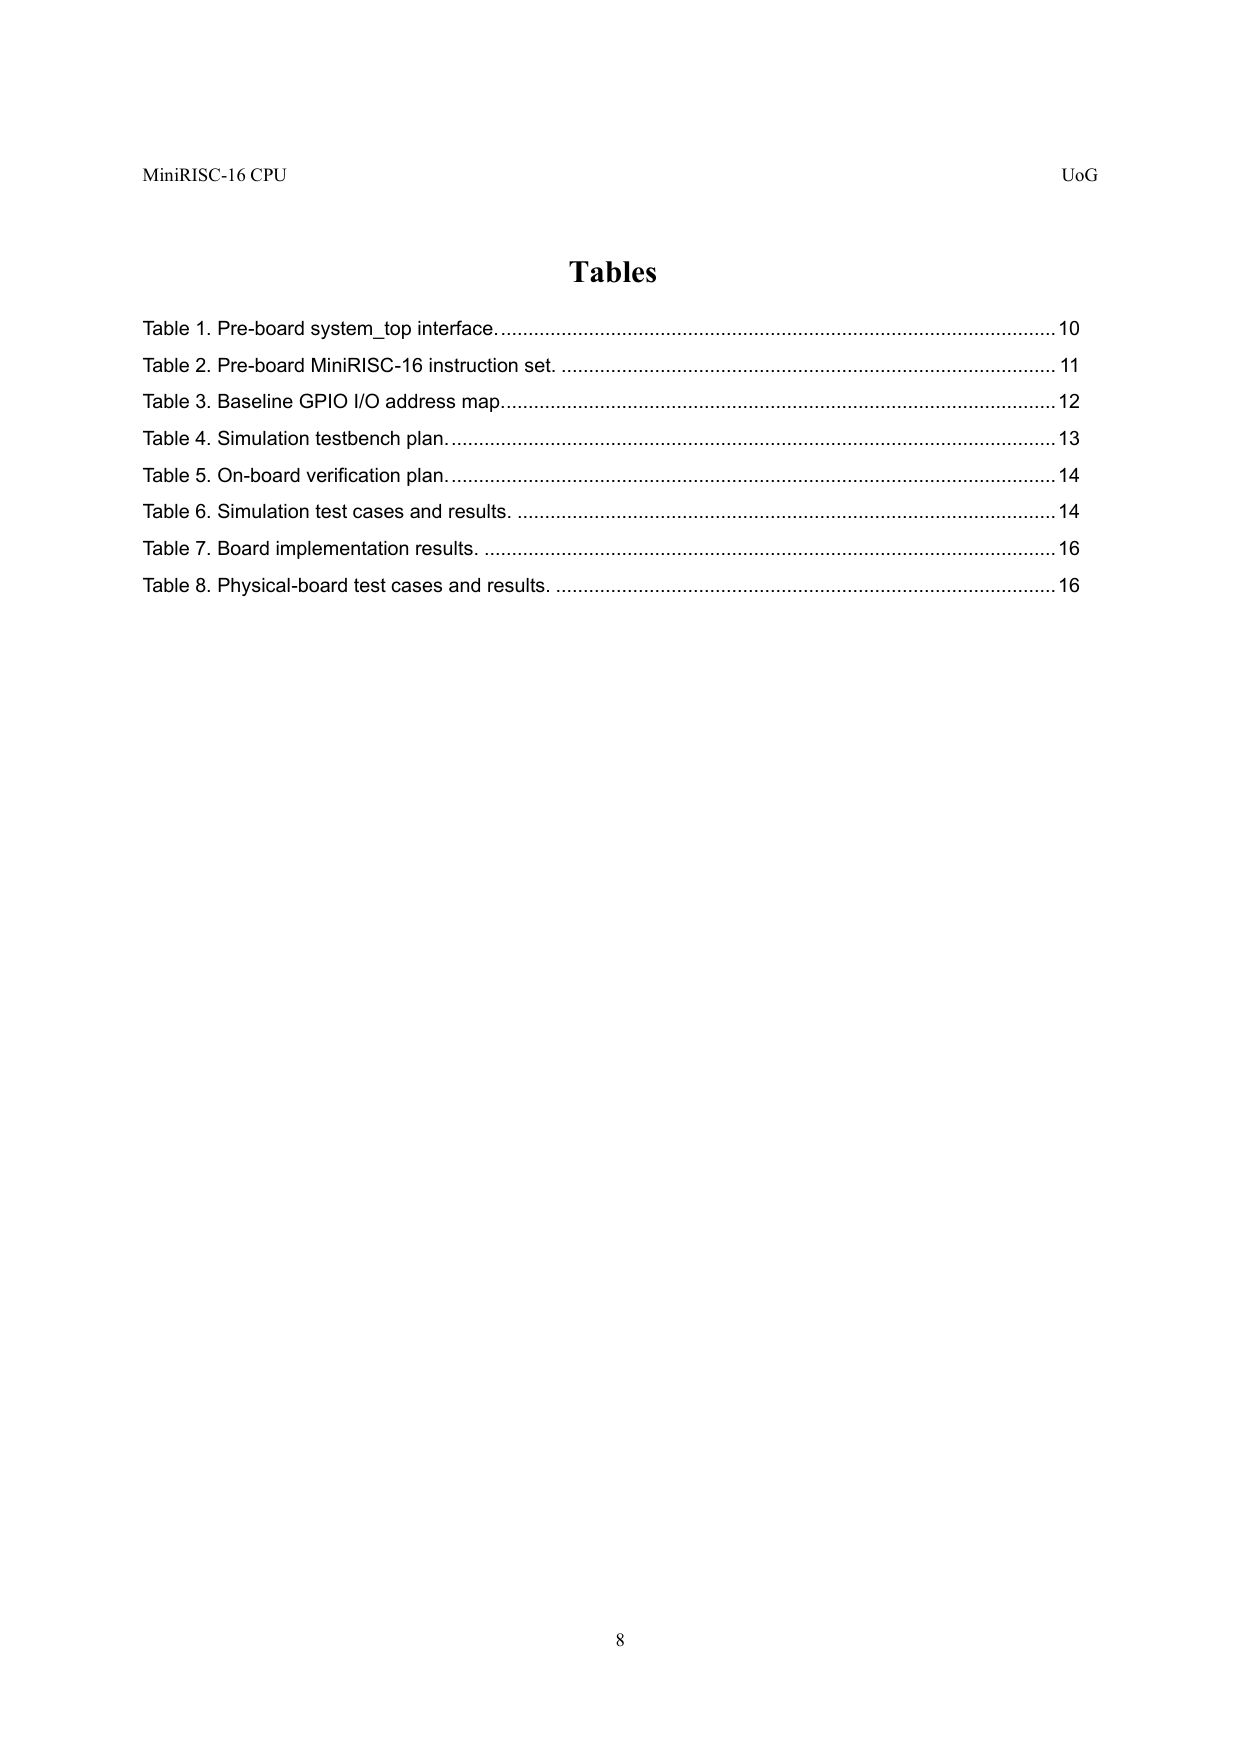 MiniRISC-16 CPU UoG
Tables
Table 1. Pre-board system_top interface. .......... 10
Table 2. Pre-board MiniRISC-16 instruction set. .......... 11
Table 3. Baseline GPIO I/O address map. .......... 12
Table 4. Simulation testbench plan. .......... 13
Table 5. On-board verification plan. .......... 14
Table 6. Simulation test cases and results. .......... 14
Table 7. Board implementation results. .......... 16
Table 8. Physical-board test cases and results. .......... 16
8